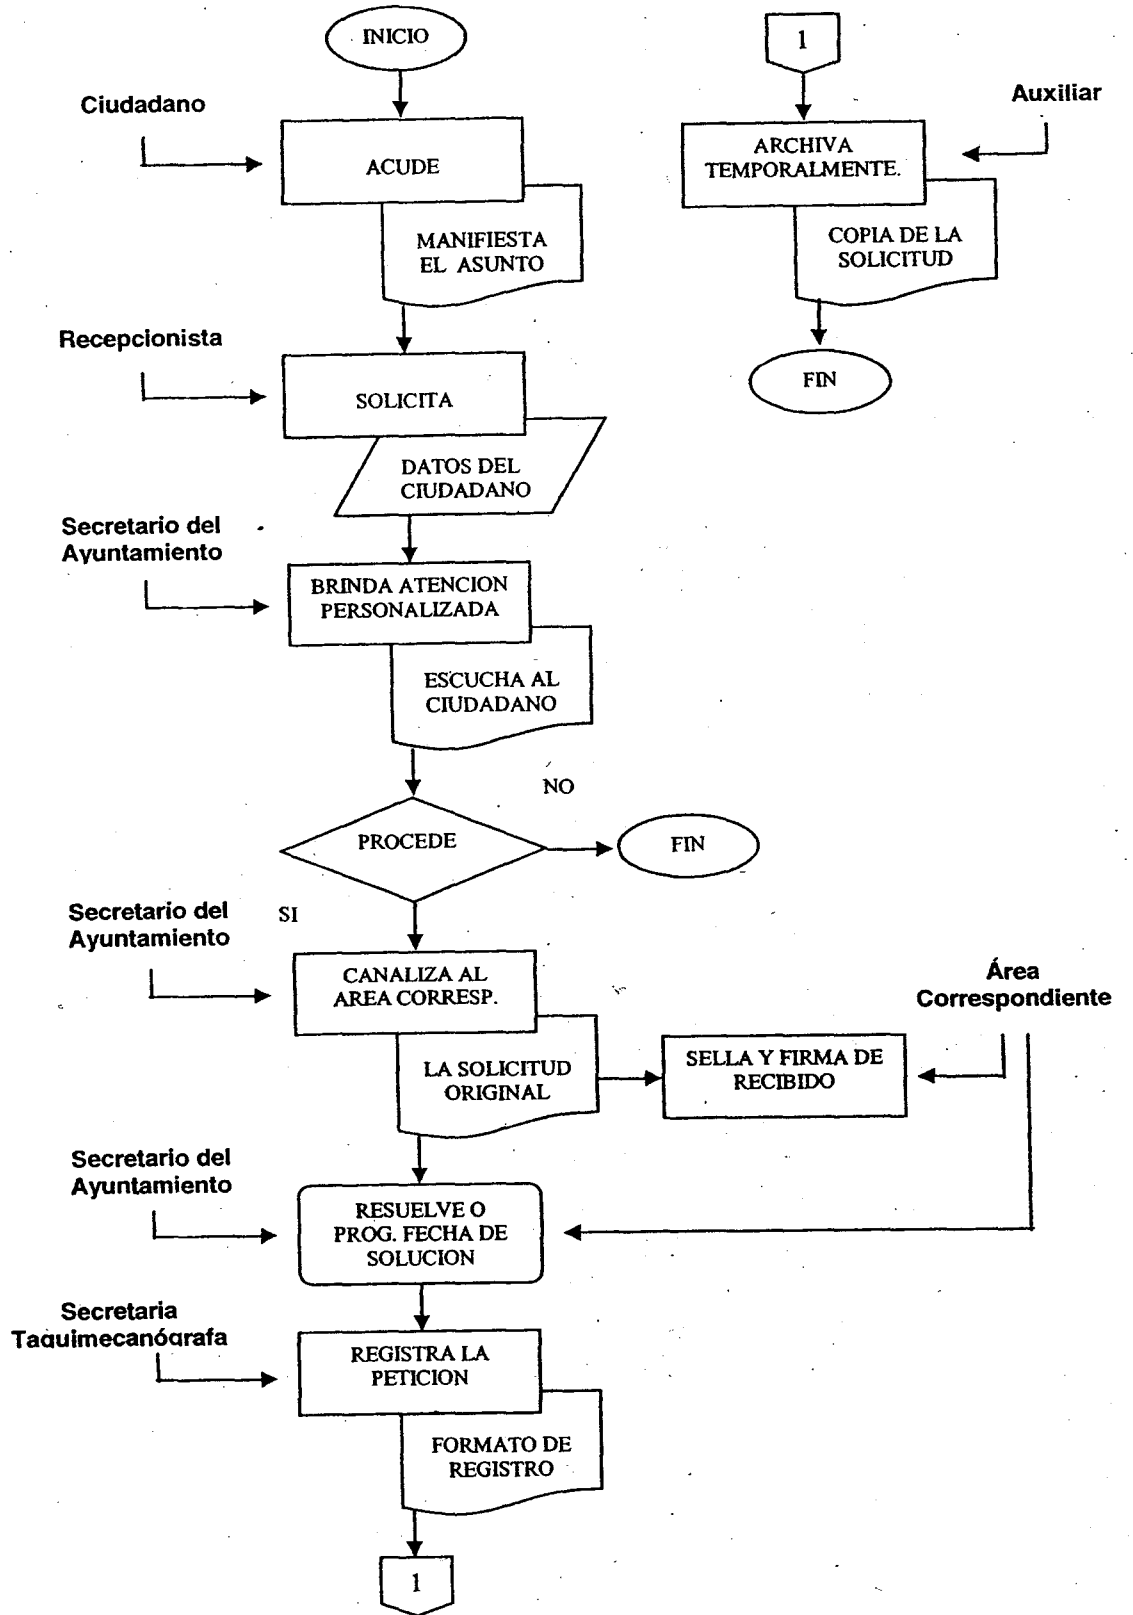 INICIO
Ciudadano
ACUDE
MANIFIESTA
EL ASUNTO
Recepcionista
SOLICITA
DATOS DEL
CIUDADANO
Secretario del
Ayuntamiento
BRINDA ATENCION
PERSONALIZADA
ESCUCHA AL
CIUDADANO
NO
PROCEDE
FIN
Secretario del
Ayuntamiento
SI
CANALIZA AL
AREA CORRESP.
LA SOLICITUD
ORIGINAL
Área
Correspondiente
SELLA Y FIRMA DE
RECIBIDO
Secretario del
Ayuntamiento
RESUELVE O
PROG. FECHA DE
SOLUCION
Secretaria
Taquimecanógrafa
REGISTRA LA
PETICION
FORMATO DE
REGISTRO
1
1
Auxiliar
ARCHIVA
TEMPORALMENTE.
COPIA DE LA
SOLICITUD
FIN